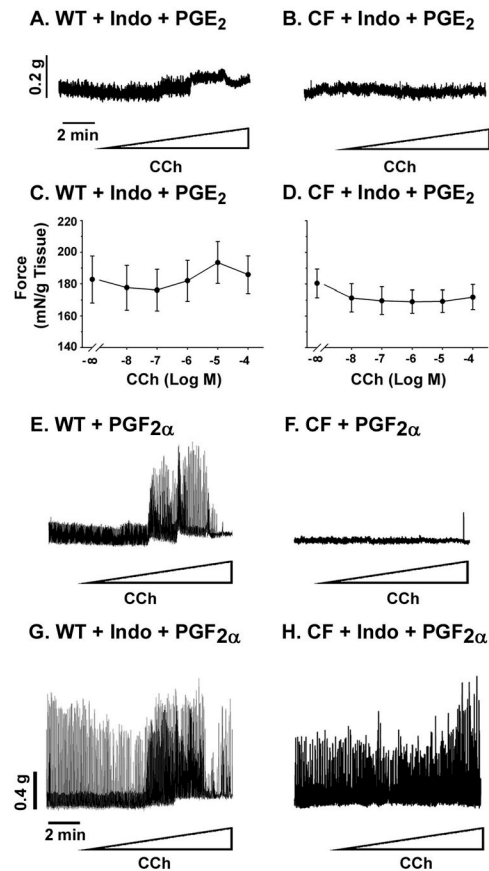 A. WT + Indo + PGE2
B. CF + Indo + PGE2
0.2 g
2 min
CCh
CCh
C. WT + Indo + PGE2
D. CF + Indo + PGE2
Force
(mN/g Tissue)
220
200
180
160
140
-∞ -8 -7 -6 -5 -4
CCh (Log M)
-∞ -8 -7 -6 -5 -4
CCh (Log M)
E. WT + PGF2α
F. CF + PGF2α
CCh
CCh
G. WT + Indo + PGF2α
H. CF + Indo + PGF2α
0.4 g
2 min
CCh
CCh